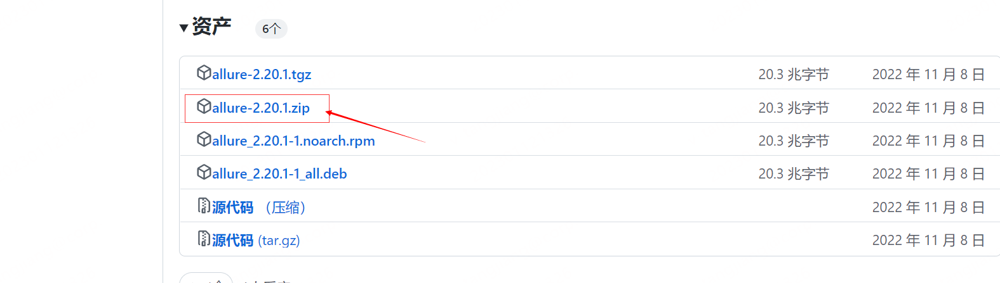 资产 6个
allure-2.20.1.tgz 20.3 兆字节 2022 年 11 月 8 日
allure-2.20.1.zip 20.3 兆字节 2022 年 11 月 8 日
allure_2.20.1-1.noarch.rpm 20.3 兆字节 2022 年 11 月 8 日
allure_2.20.1-1_all.deb 20.3 兆字节 2022 年 11 月 8 日
源代码 （压缩） 2022 年 11 月 8 日
源代码 (tar.gz) 2022 年 11 月 8 日